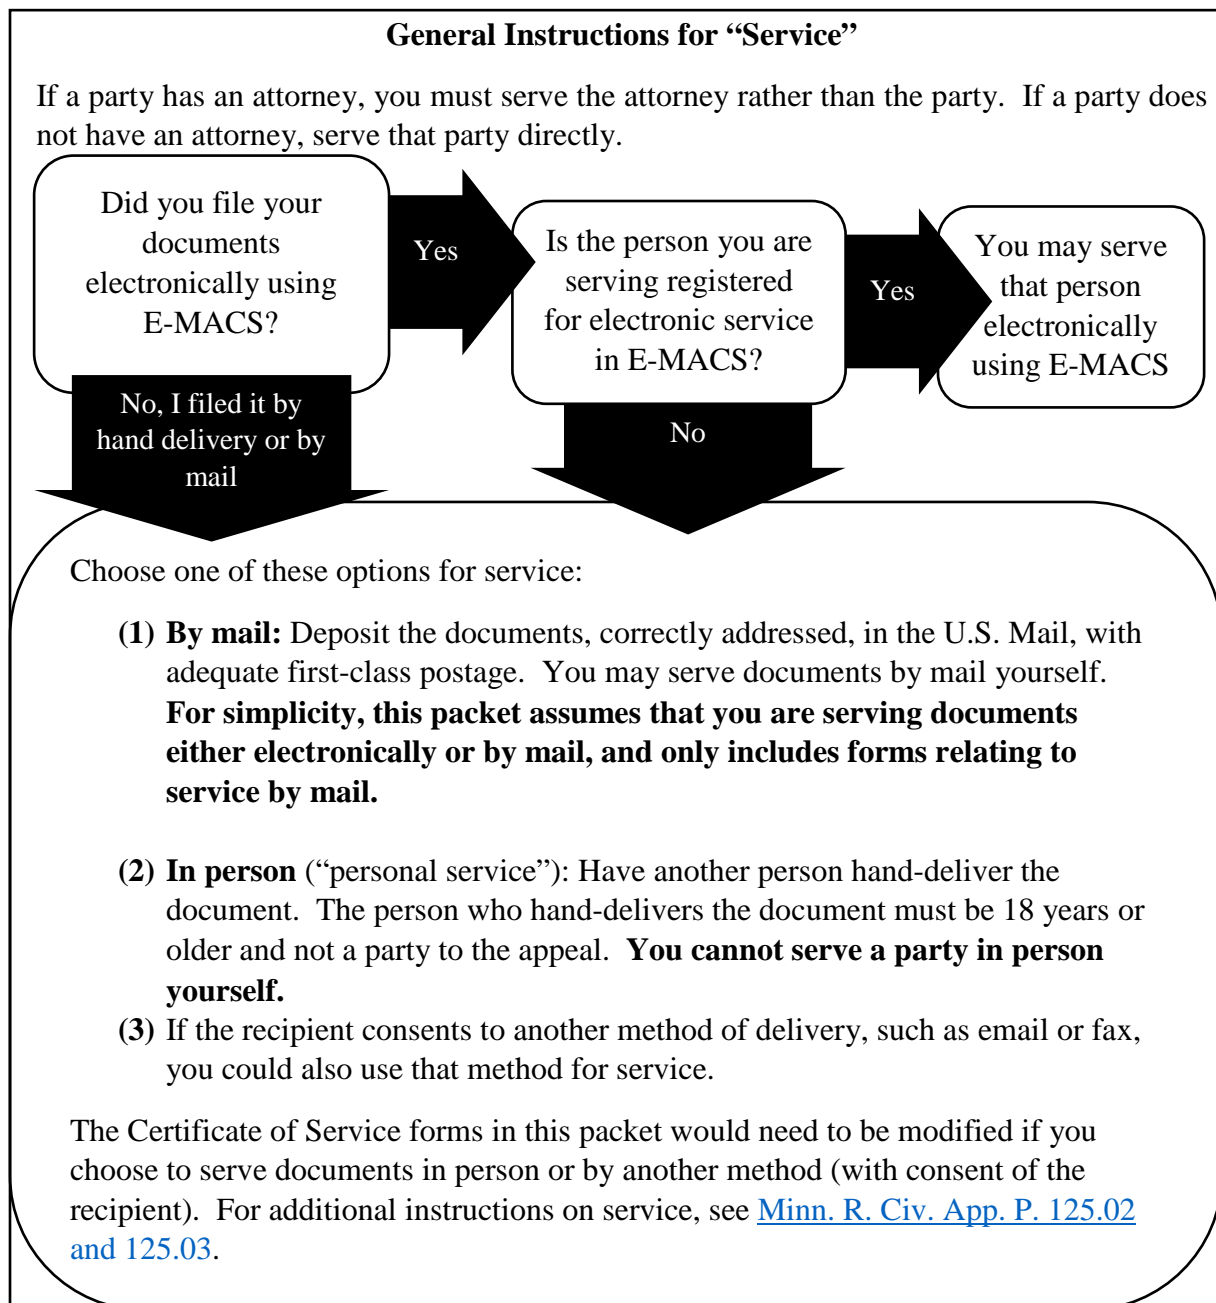 General Instructions for “Service”
If a party has an attorney, you must serve the attorney rather than the party.  If a party does
not have an attorney, serve that party directly.
Did you file your
documents
electronically using
E-MACS?
Yes
Is the person you are
serving registered
for electronic service
in E-MACS?
Yes
You may serve
that person
electronically
using E-MACS
No, I filed it by
hand delivery or by
mail
No
Choose one of these options for service:
(1) By mail: Deposit the documents, correctly addressed, in the U.S. Mail, with
adequate first-class postage.  You may serve documents by mail yourself.
For simplicity, this packet assumes that you are serving documents
either electronically or by mail, and only includes forms relating to
service by mail.
(2) In person (“personal service”): Have another person hand-deliver the
document.  The person who hand-delivers the document must be 18 years or
older and not a party to the appeal.  You cannot serve a party in person
yourself.
(3) If the recipient consents to another method of delivery, such as email or fax,
you could also use that method for service.
The Certificate of Service forms in this packet would need to be modified if you
choose to serve documents in person or by another method (with consent of the
recipient).  For additional instructions on service, see Minn. R. Civ. App. P. 125.02
and 125.03.